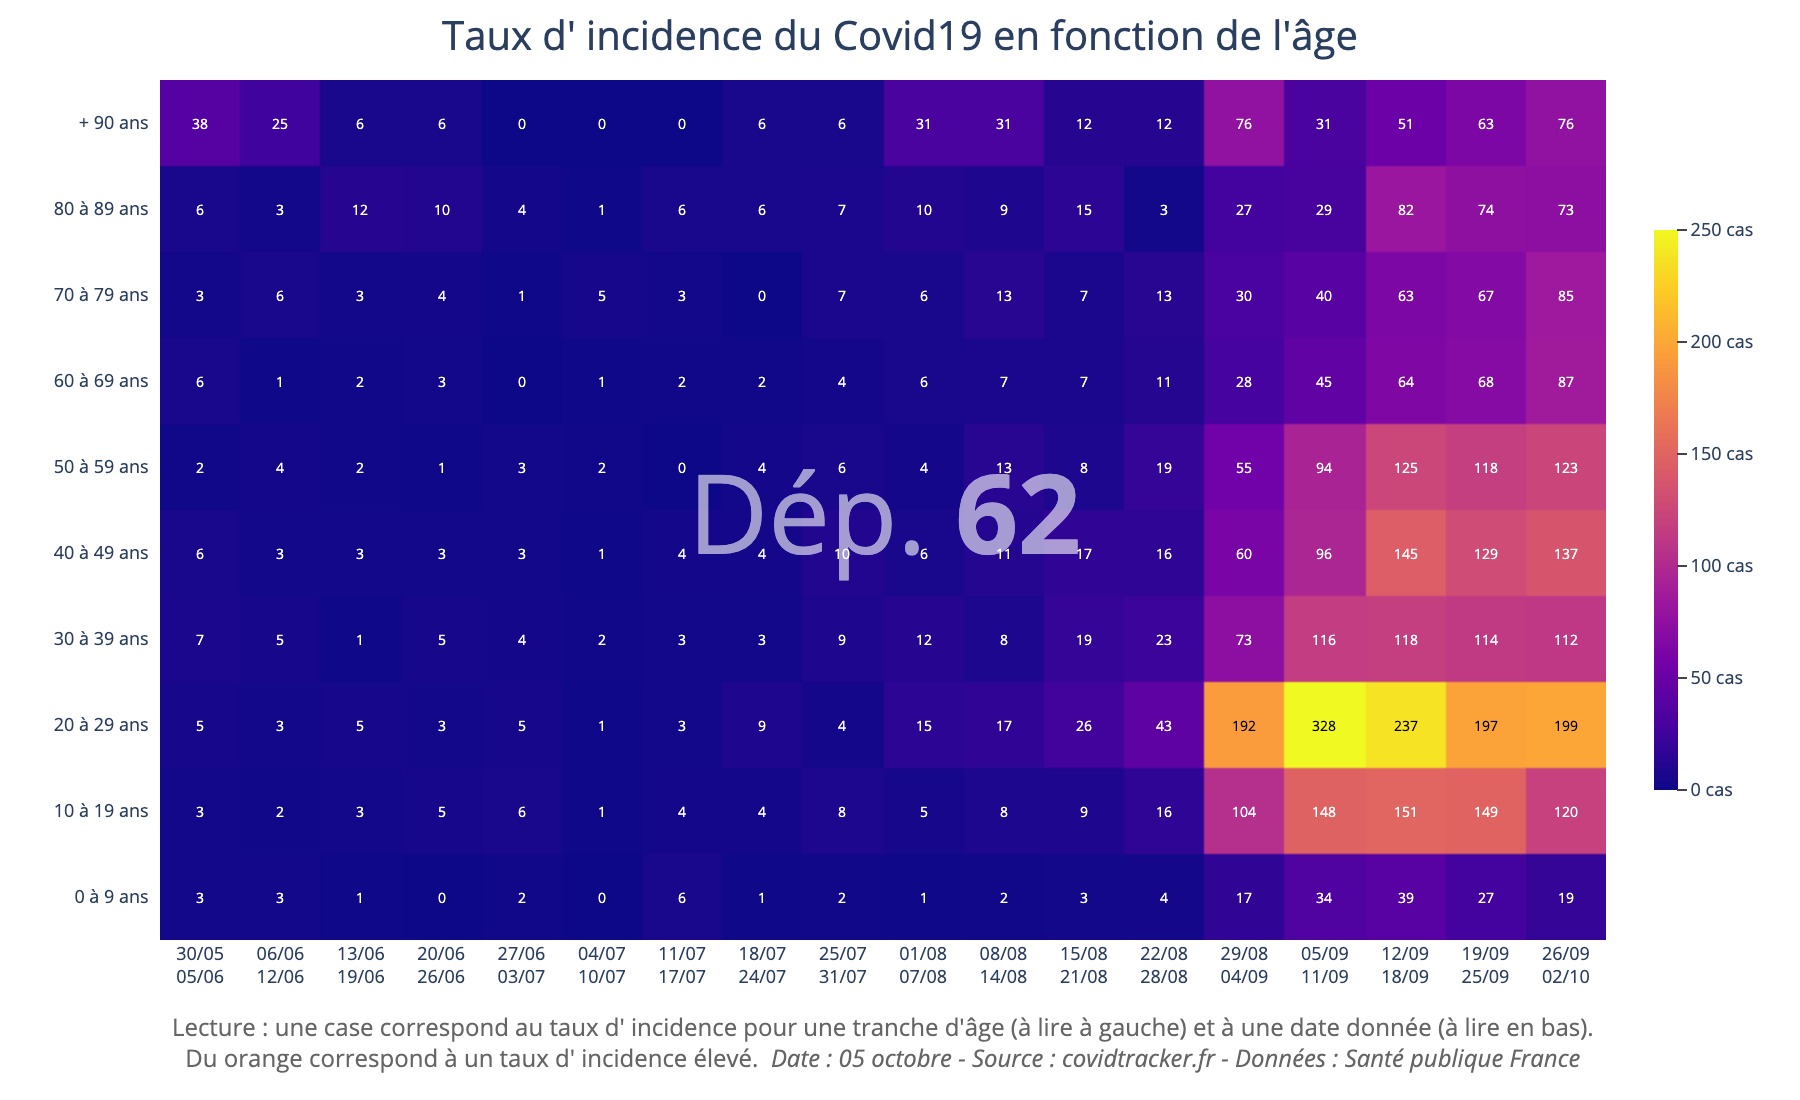 Taux d' incidence du Covid19 en fonction de l'âge
+ 90 ans 38 25 6 6 0 0 0 6 6 31 31 12 12 76 31 51 63 76
80 à 89 ans 6 3 12 10 4 1 6 6 7 10 9 15 3 27 29 82 74 73
70 à 79 ans 3 6 3 4 1 5 3 0 7 6 13 7 13 30 40 63 67 85
60 à 69 ans 6 1 2 3 0 1 2 2 4 6 7 7 11 28 45 64 68 87
50 à 59 ans 2 4 2 1 3 2 0 4 6 4 13 8 19 55 94 125 118 123
Dép. 62
40 à 49 ans 6 3 3 3 3 1 4 4 10 6 11 17 16 60 96 145 129 137
30 à 39 ans 7 5 1 5 4 2 3 3 9 12 8 19 23 73 116 118 114 112
20 à 29 ans 5 3 5 3 5 1 3 9 4 15 17 26 43 192 328 237 197 199
10 à 19 ans 3 2 3 5 6 1 4 4 8 5 8 9 16 104 148 151 149 120
0 à 9 ans 3 3 1 0 2 0 6 1 2 1 2 3 4 17 34 39 27 19
30/05 06/06 13/06 20/06 27/06 04/07 11/07 18/07 25/07 01/08 08/08 15/08 22/08 29/08 05/09 12/09 19/09 26/09
05/06 12/06 19/06 26/06 03/07 10/07 17/07 24/07 31/07 07/08 14/08 21/08 28/08 04/09 11/09 18/09 25/09 02/10
250 cas
200 cas
150 cas
100 cas
50 cas
0 cas
Lecture : une case correspond au taux d' incidence pour une tranche d'âge (à lire à gauche) et à une date donnée (à lire en bas).
Du orange correspond à un taux d' incidence élevé. Date : 05 octobre - Source : covidtracker.fr - Données : Santé publique France